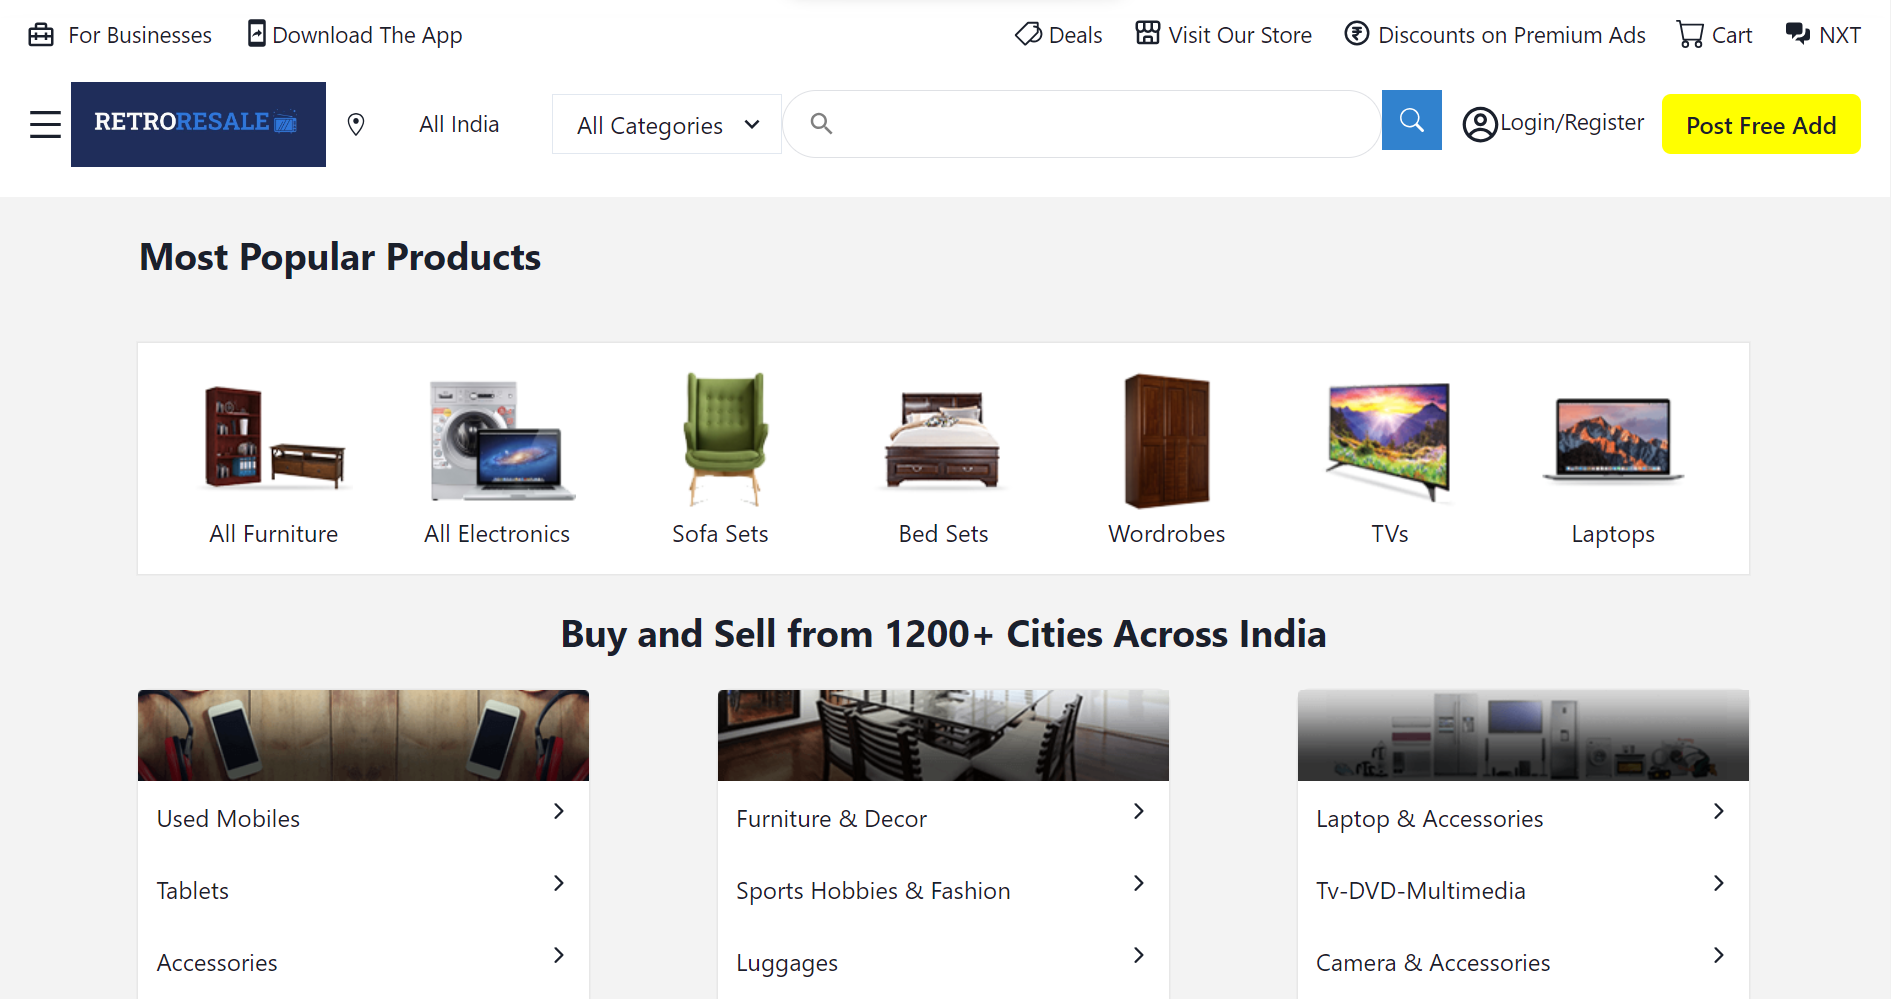 For Businesses Download The App Deals Visit Our Store Discounts on Premium Ads Cart NXT
RETRORESALE All India All Categories Login/Register Post Free Add
Most Popular Products
All Furniture All Electronics Sofa Sets Bed Sets Wordrobes TVs Laptops
Buy and Sell from 1200+ Cities Across India
Used Mobiles Furniture & Decor Laptop & Accessories
Tablets Sports Hobbies & Fashion Tv-DVD-Multimedia
Accessories Luggages Camera & Accessories